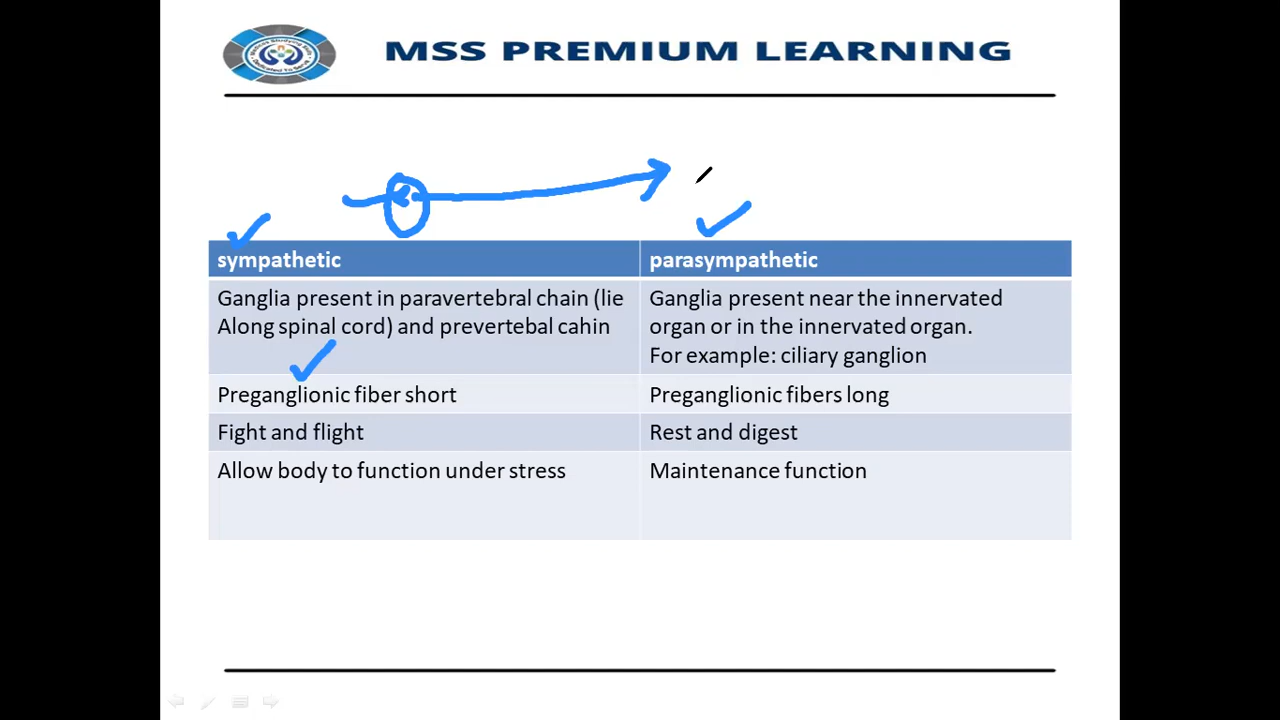 MSS PREMIUM LEARNING
sympathetic
parasympathetic
Ganglia present in paravertebral chain (lie
Along spinal cord) and prevertebal cahin
Ganglia present near the innervated
organ or in the innervated organ.
For example: ciliary ganglion
Preganglionic fiber short
Preganglionic fibers long
Fight and flight
Rest and digest
Allow body to function under stress
Maintenance function